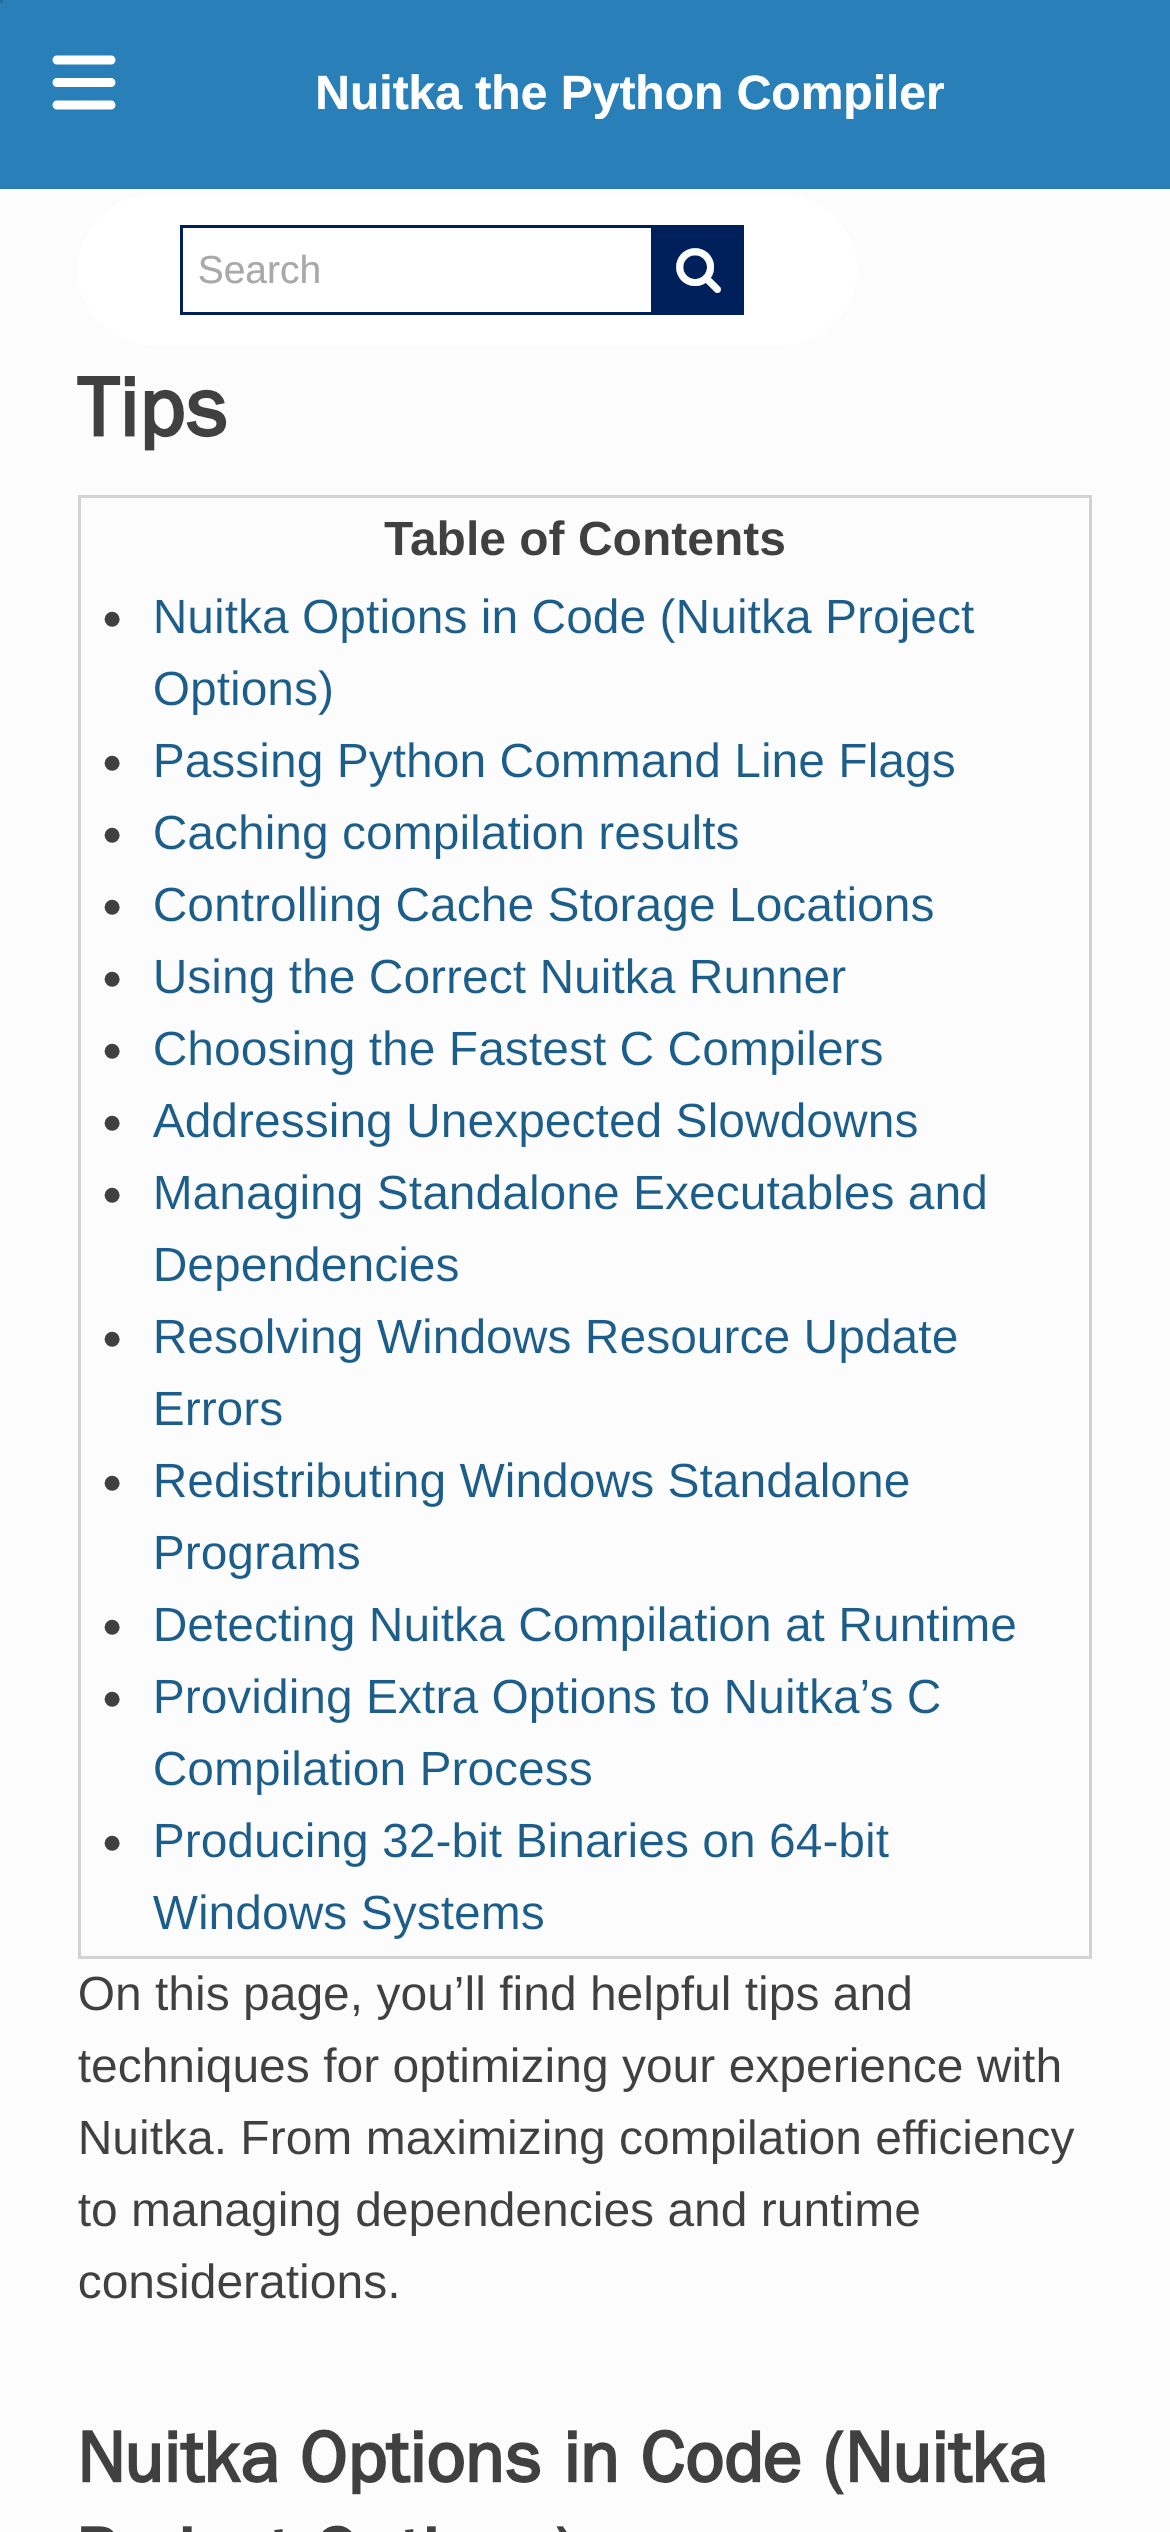 Nuitka the Python Compiler
Search
Tips
Table of Contents
• Nuitka Options in Code (Nuitka Project
Options)
• Passing Python Command Line Flags
• Caching compilation results
• Controlling Cache Storage Locations
• Using the Correct Nuitka Runner
• Choosing the Fastest C Compilers
• Addressing Unexpected Slowdowns
• Managing Standalone Executables and
Dependencies
• Resolving Windows Resource Update
Errors
• Redistributing Windows Standalone
Programs
• Detecting Nuitka Compilation at Runtime
• Providing Extra Options to Nuitka’s C
Compilation Process
• Producing 32-bit Binaries on 64-bit
Windows Systems
On this page, you’ll find helpful tips and
techniques for optimizing your experience with
Nuitka. From maximizing compilation efficiency
to managing dependencies and runtime
considerations.
Nuitka Options in Code (Nuitka